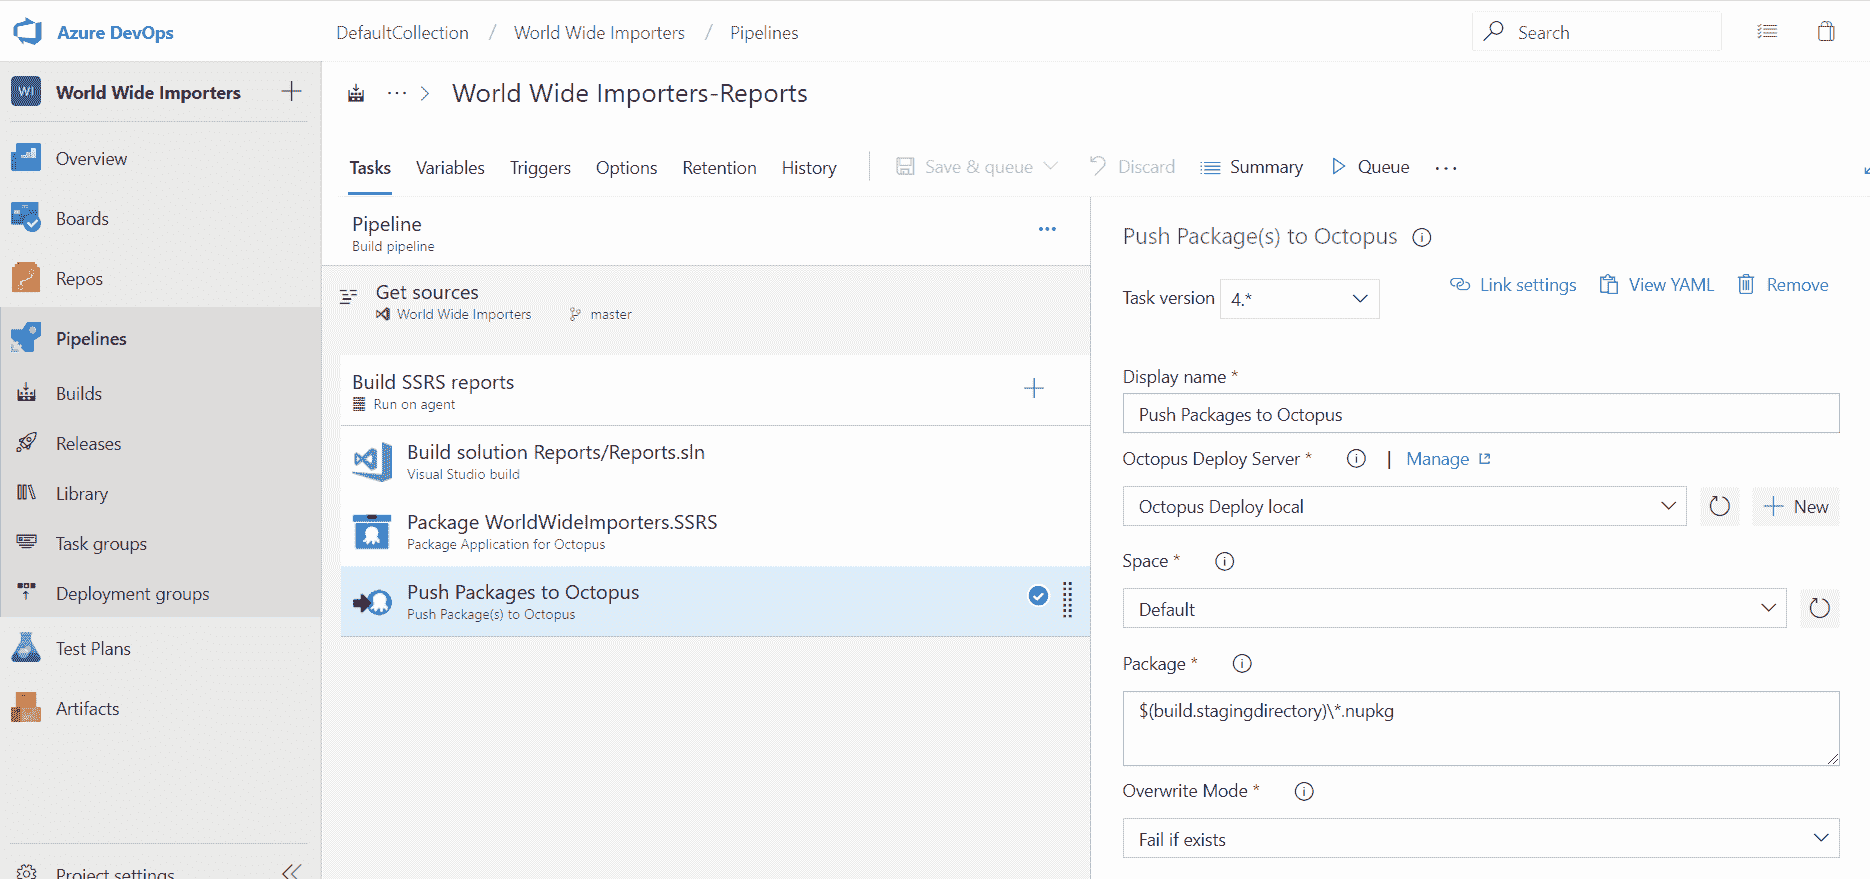 Azure DevOps
DefaultCollection / World Wide Importers / Pipelines
Search
WI World Wide Importers
Overview
Boards
Repos
Pipelines
Builds
Releases
Library
Task groups
Deployment groups
Test Plans
Artifacts
Project settings
··· > World Wide Importers-Reports
Tasks Variables Triggers Options Retention History Save & queue Discard Summary Queue ...
Pipeline
Build pipeline
Get sources
World Wide Importers master
Build SSRS reports
Run on agent
Build solution Reports/Reports.sln
Visual Studio build
Package WorldWideImporters.SSRS
Package Application for Octopus
Push Packages to Octopus
Push Package(s) to Octopus
Push Package(s) to Octopus
Task version 4.*
Link settings View YAML Remove
Display name *
Push Packages to Octopus
Octopus Deploy Server * | Manage
Octopus Deploy local
New
Space *
Default
Package *
$(build.stagingdirectory)\*.nupkg
Overwrite Mode *
Fail if exists